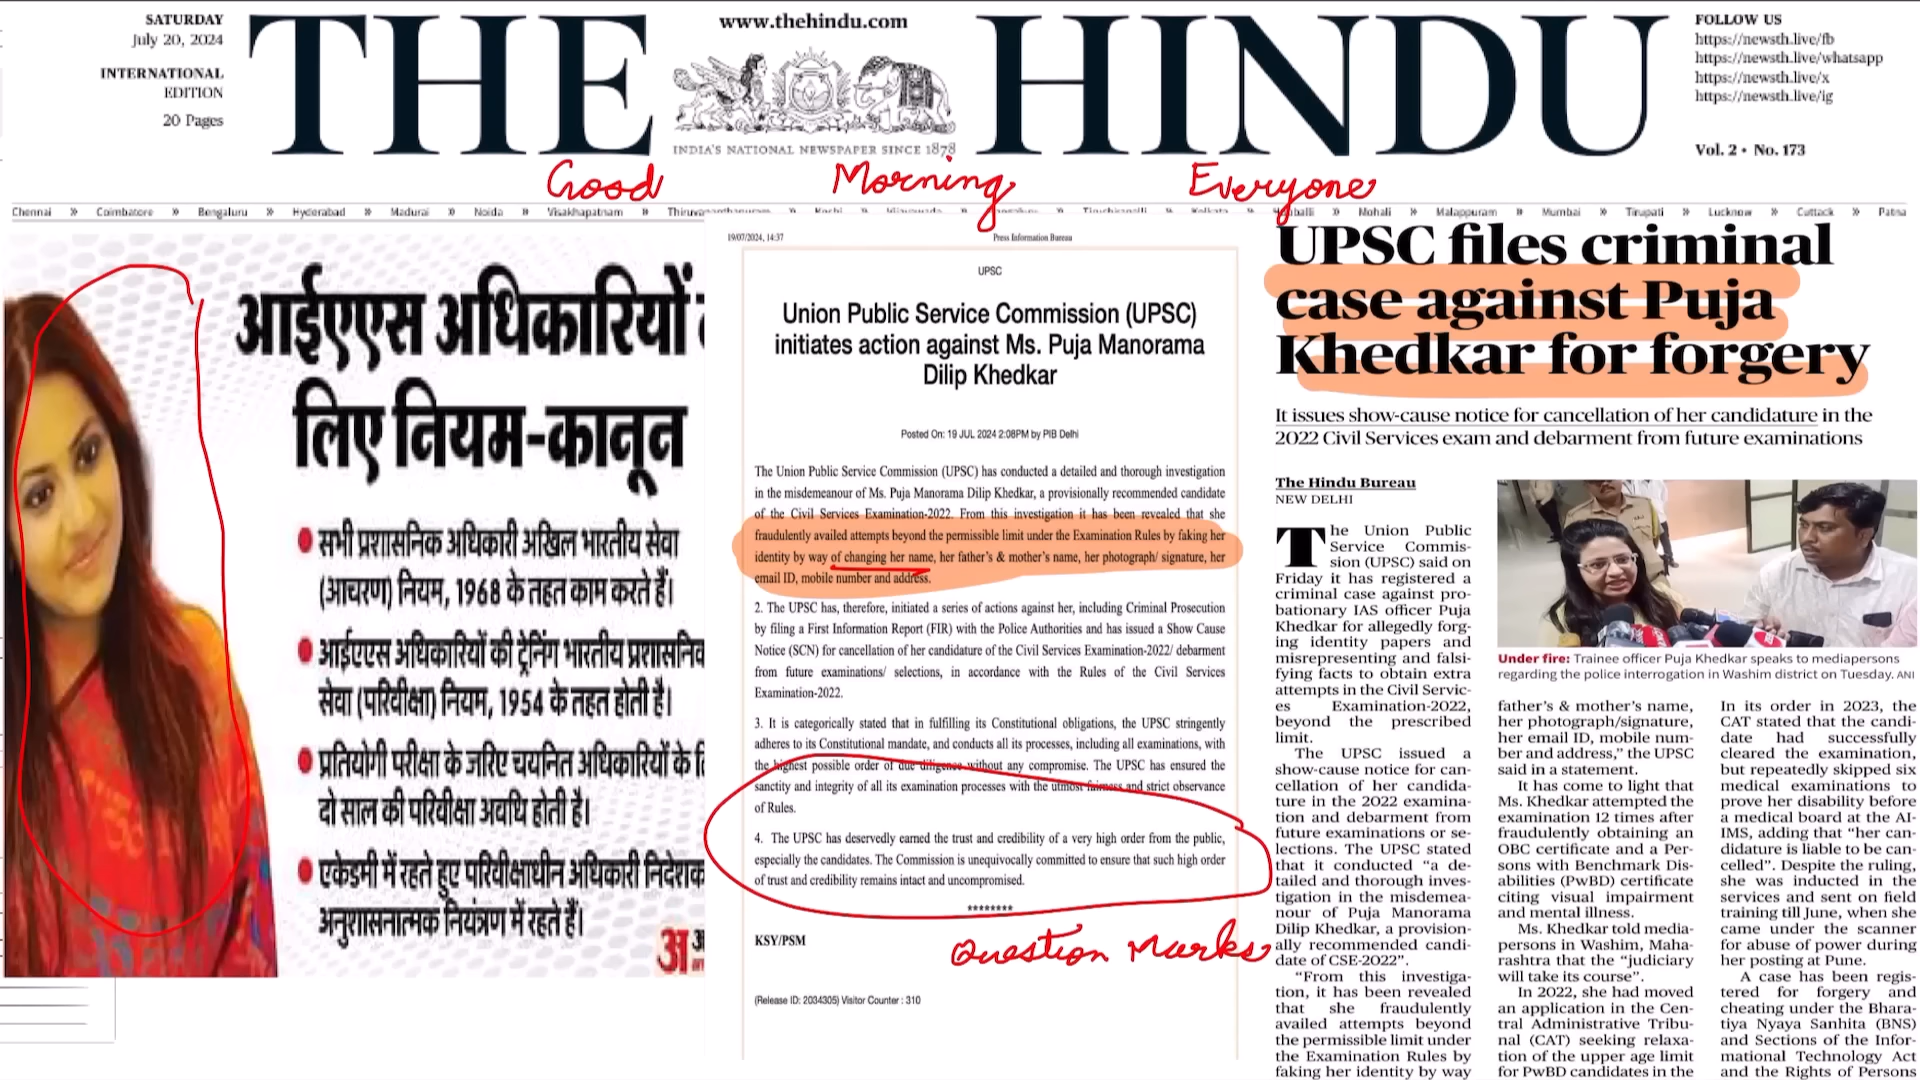 SATURDAY
July 20, 2024
INTERNATIONAL
EDITION
20 Pages
THE HINDU
www.thehindu.com
INDIA'S NATIONAL NEWSPAPER SINCE 1878
FOLLOW US
https://newsth.live/fb
https://newsth.live/whatsapp
https://newsth.live/x
https://newsth.live/ig
Vol. 2 • No. 173
Good Morning Everyone
Chennai » Coimbatore » Bengaluru » Hyderabad » Madurai » Noida » Visakhapatnam » » Mohali » Malappuram » Mumbai » Tirupati » Lucknow » Cuttack » Patna
आईएएस अधिकारियों
लिए नियम-कानून
सभी प्रशासनिक अधिकारी अखिल भारतीय सेवा
(आचरण) नियम, 1968 के तहत काम करते हैं।
आईएएस अधिकारियों की ट्रेनिंग भारतीय प्रशासनिक
सेवा (परिवीक्षा) नियम, 1954 के तहत होती है।
प्रतियोगी परीक्षा के जरिए चयनित अधिकारियों के
दो साल की परिवीक्षा अवधि होती है।
एकेडमी में रहते हुए परिवीक्षाधीन अधिकारी निदेशक
अनुशासनात्मक नियंत्रण में रहते हैं।
अ
19/07/2024, 14:37
Press Information Bureau
UPSC
Union Public Service Commission (UPSC)
initiates action against Ms. Puja Manorama
Dilip Khedkar
Posted On: 19 JUL 2024 2:08PM by PIB Delhi
The Union Public Service Commission (UPSC) has conducted a detailed and thorough investigation
in the misdemeanour of Ms. Puja Manorama Dilip Khedkar, a provisionally recommended candidate
of the Civil Services Examination-2022. From this investigation it has been revealed that she
fraudulently availed attempts beyond the permissible limit under the Examination Rules by faking her
identity by way of changing her name, her father's & mother's name, her photograph/ signature, her
email ID, mobile number and address.
2. The UPSC has, therefore, initiated a series of actions against her, including Criminal Prosecution
by filing a First Information Report (FIR) with the Police Authorities and has issued a Show Cause
Notice (SCN) for cancellation of her candidature of the Civil Services Examination-2022/ debarment
from future examinations/ selections, in accordance with the Rules of the Civil Services
Examination-2022.
3. It is categorically stated that in fulfilling its Constitutional obligations, the UPSC stringently
adheres to its Constitutional mandate, and conducts all its processes, including all examinations, with
the highest possible order of due diligence without any compromise. The UPSC has ensured the
sanctity and integrity of all its examination processes with the utmost fairness and strict observance
of Rules.
4. The UPSC has deservedly earned the trust and credibility of a very high order from the public,
especially the candidates. The Commission is unequivocally committed to ensure that such high order
of trust and credibility remains intact and uncompromised.
********
Question Marks
KSY/PSM
(Release ID: 2034305) Visitor Counter : 310
UPSC files criminal
case against Puja
Khedkar for forgery
It issues show-cause notice for cancellation of her candidature in the
2022 Civil Services exam and debarment from future examinations
The Hindu Bureau
NEW DELHI
The Union Public
Service Commis-
sion (UPSC) said on
Friday it has registered a
criminal case against pro-
bationary IAS officer Puja
Khedkar for allegedly forg-
ing identity papers and
misrepresenting and falsi-
fying facts to obtain extra
attempts in the Civil Servic-
es Examination-2022,
beyond the prescribed
limit.
The UPSC issued a
show-cause notice for can-
cellation of her candida-
ture in the 2022 examina-
tion and debarment from
future examinations or se-
lections. The UPSC stated
that it conducted "a de-
tailed and thorough inves-
tigation in the misdemea-
nour of Puja Manorama
Dilip Khedkar, a provision-
ally recommended candi-
date of CSE-2022".
"From this investiga-
tion, it has been revealed
that she fraudulently
availed attempts beyond
the permissible limit under
the Examination Rules by
faking her identity by way
Under fire: Trainee officer Puja Khedkar speaks to mediapersons
regarding the police interrogation in Washim district on Tuesday. ANI
father's & mother's name,
her photograph/signature,
her email ID, mobile num-
ber and address," the UPSC
said in a statement.
It has come to light that
Ms. Khedkar attempted the
examination 12 times after
fraudulently obtaining an
OBC certificate and a Per-
sons with Benchmark Dis-
abilities (PwBD) certificate
citing visual impairment
and mental illness.
Ms. Khedkar told media-
persons in Washim, Maha-
rashtra that the "judiciary
will take its course".
In 2022, she had moved
an application in the Cen-
tral Administrative Tribu-
nal (CAT) seeking relaxa-
tion of the upper age limit
for PwBD candidates in the
In its order in 2023, the
CAT stated that the candi-
date had successfully
cleared the examination,
but repeatedly skipped six
medical examinations to
prove her disability before
a medical board at the AI-
IMS, adding that "her can-
didature is liable to be can-
celled". Despite the ruling,
she was inducted in the
services and sent on field
training till June, when she
came under the scanner
for abuse of power during
her posting at Pune.
A case has been regis-
tered for forgery and
cheating under the Bhara-
tiya Nyaya Sanhita (BNS)
and Sections of the Infor-
mational Technology Act
and the Rights of Persons